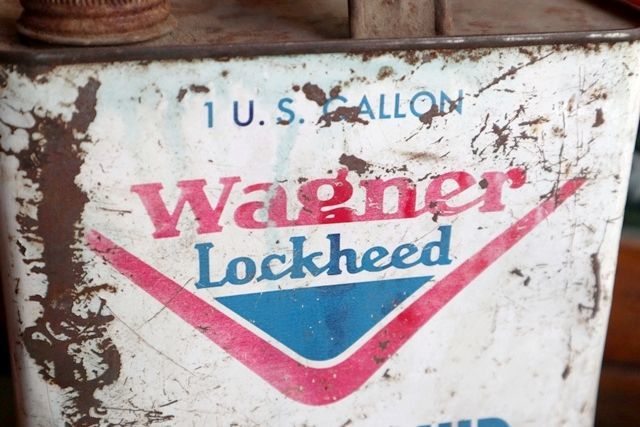 1 U.S. GALLON
Wagner
Lockheed